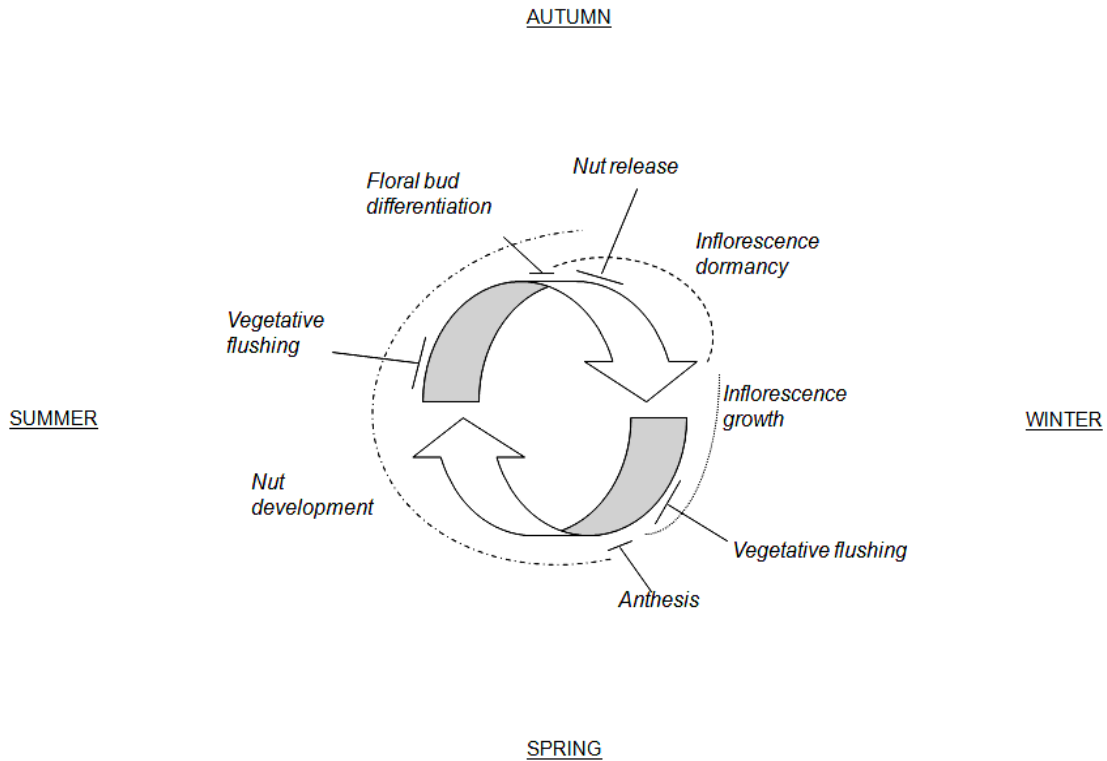 AUTUMN
Nut release
Floral bud
differentiation
Inflorescence
dormancy
Vegetative
flushing
Inflorescence
growth
SUMMER
WINTER
Nut
development
Vegetative flushing
Anthesis
SPRING